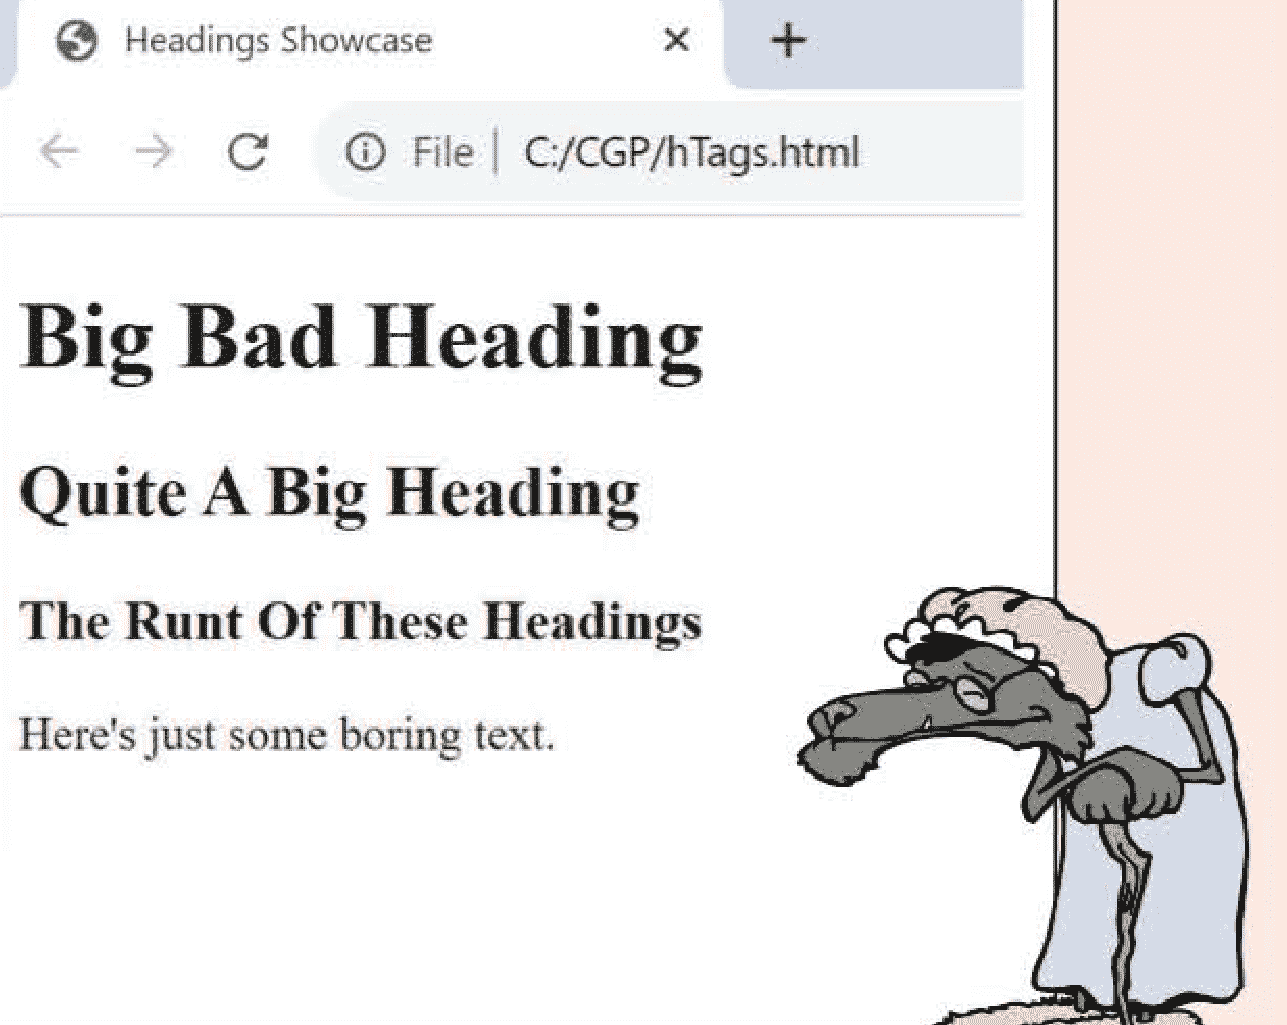 Headings Showcase
File | C:/CGP/hTags.html
Big Bad Heading
Quite A Big Heading
The Runt Of These Headings
Here's just some boring text.